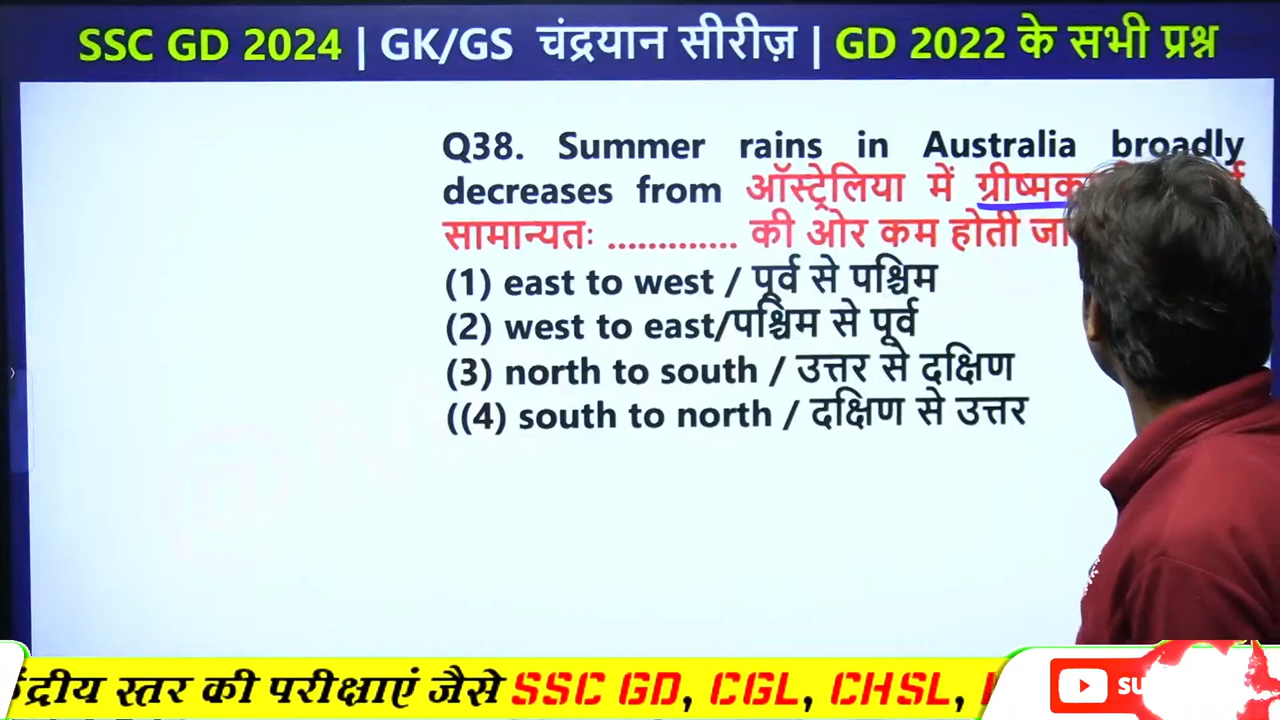 SSC GD 2024 | GK/GS चंद्रयान सीरीज़ | GD 2022 के सभी प्रश्न
Q38. Summer rains in Australia broadly
decreases from ऑस्ट्रेलिया में
सामान्यतः ............. की ओर कम होती
(1) east to west / पूर्व से पश्चिम
(2) west to east/पश्चिम से पूर्व
(3) north to south / उत्तर से दक्षिण
((4) south to north / दक्षिण से उत्तर
स्तर की परीक्षाएं जैसे SSC GD, CGL, CHSL,